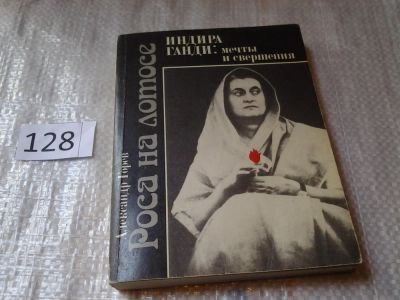 128
Александр Горев
Роса на лотосе
ИНДИРА
ГАНДИ:
мечты
и свершения